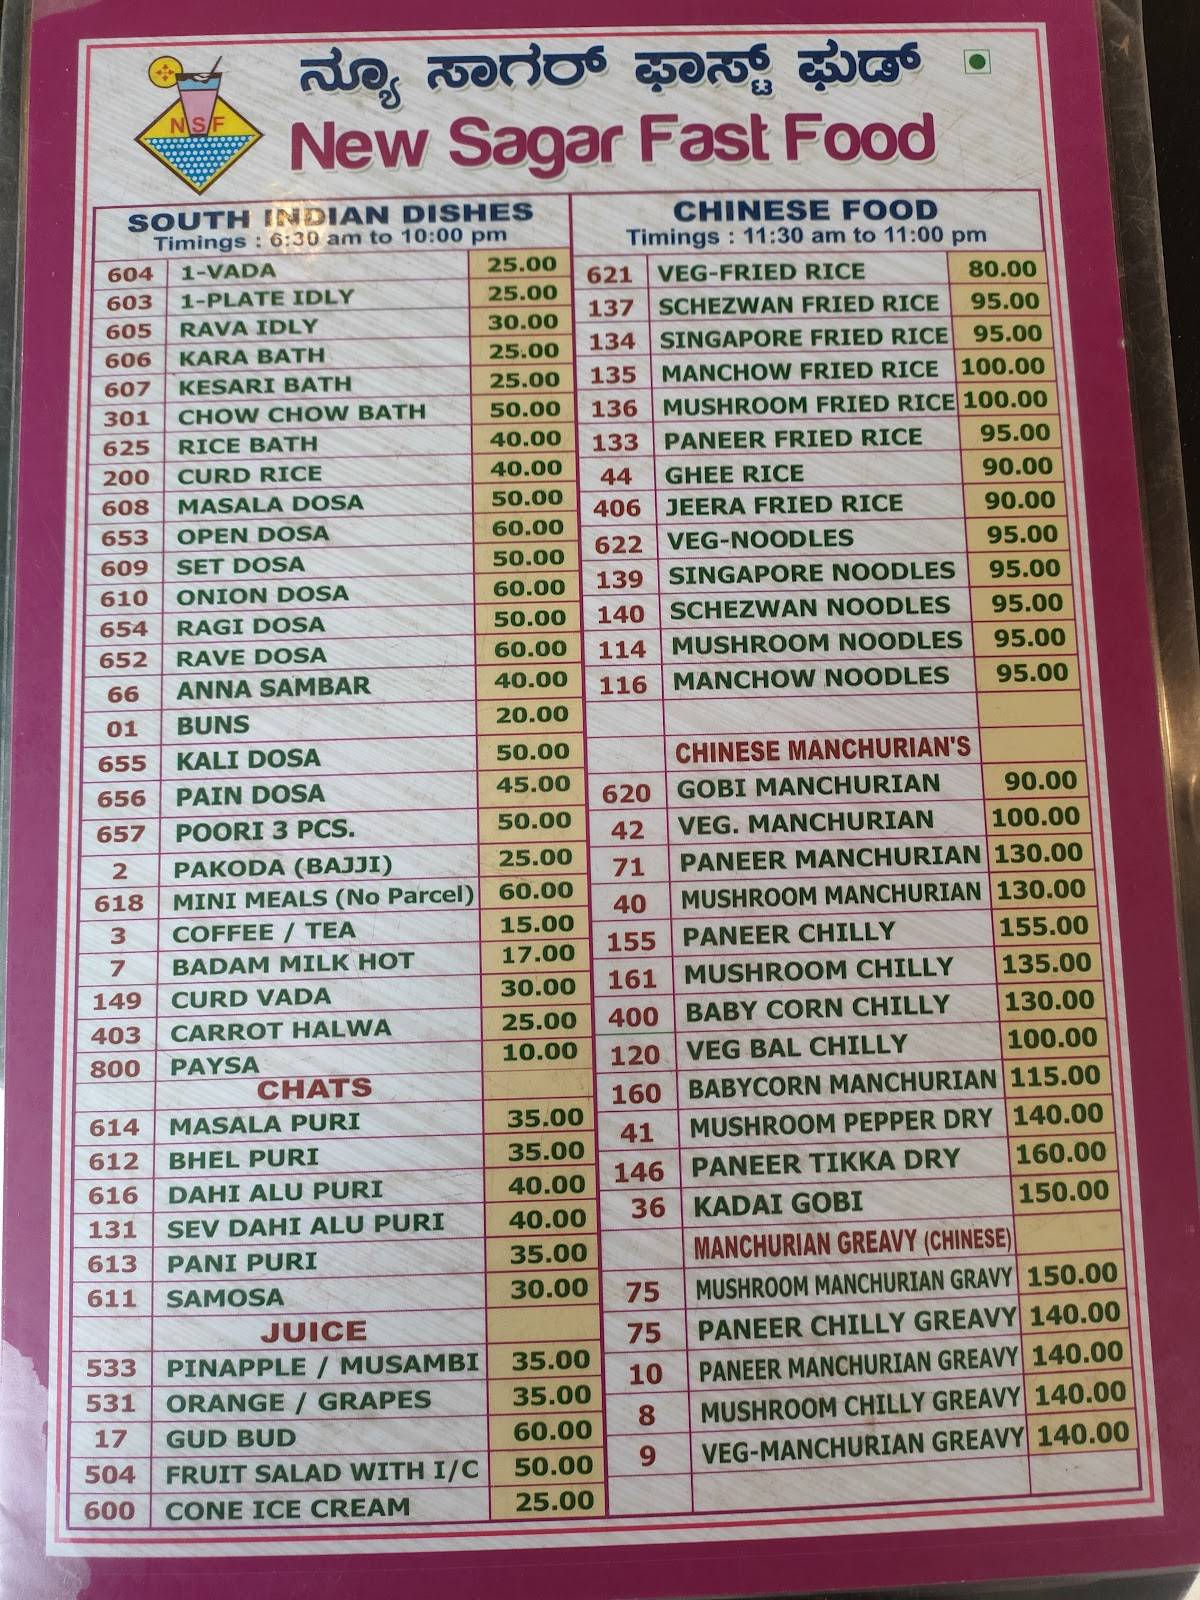 ನ್ಯೂ ಸಾಗರ್ ಫಾಸ್ಟ್ ಫುಡ್
NSF
New Sagar Fast Food
SOUTH INDIAN DISHES
Timings : 6:30 am to 10:00 pm
604 1-VADA 25.00
603 1-PLATE IDLY 25.00
605 RAVA IDLY 30.00
606 KARA BATH 25.00
607 KESARI BATH 25.00
301 CHOW CHOW BATH 50.00
625 RICE BATH 40.00
200 CURD RICE 40.00
608 MASALA DOSA 50.00
653 OPEN DOSA 60.00
609 SET DOSA 50.00
610 ONION DOSA 60.00
654 RAGI DOSA 50.00
652 RAVE DOSA 60.00
66 ANNA SAMBAR 40.00
01 BUNS 20.00
655 KALI DOSA 50.00
656 PAIN DOSA 45.00
657 POORI 3 PCS. 50.00
2 PAKODA (BAJJI) 25.00
618 MINI MEALS (No Parcel) 60.00
3 COFFEE / TEA 15.00
7 BADAM MILK HOT 17.00
149 CURD VADA 30.00
403 CARROT HALWA 25.00
800 PAYSA 10.00
CHATS
614 MASALA PURI 35.00
612 BHEL PURI 35.00
616 DAHI ALU PURI 40.00
131 SEV DAHI ALU PURI 40.00
613 PANI PURI 35.00
611 SAMOSA 30.00
JUICE
533 PINAPPLE / MUSAMBI 35.00
531 ORANGE / GRAPES 35.00
17 GUD BUD 60.00
504 FRUIT SALAD WITH I/C 50.00
600 CONE ICE CREAM 25.00
CHINESE FOOD
Timings : 11:30 am to 11:00 pm
621 VEG-FRIED RICE 80.00
137 SCHEZWAN FRIED RICE 95.00
134 SINGAPORE FRIED RICE 95.00
135 MANCHOW FRIED RICE 100.00
136 MUSHROOM FRIED RICE 100.00
133 PANEER FRIED RICE 95.00
44 GHEE RICE 90.00
406 JEERA FRIED RICE 90.00
622 VEG-NOODLES 95.00
139 SINGAPORE NOODLES 95.00
140 SCHEZWAN NOODLES 95.00
114 MUSHROOM NOODLES 95.00
116 MANCHOW NOODLES 95.00
CHINESE MANCHURIAN'S
620 GOBI MANCHURIAN 90.00
42 VEG. MANCHURIAN 100.00
71 PANEER MANCHURIAN 130.00
40 MUSHROOM MANCHURIAN 130.00
155 PANEER CHILLY 155.00
161 MUSHROOM CHILLY 135.00
400 BABY CORN CHILLY 130.00
120 VEG BAL CHILLY 100.00
160 BABYCORN MANCHURIAN 115.00
41 MUSHROOM PEPPER DRY 140.00
146 PANEER TIKKA DRY 160.00
36 KADAI GOBI 150.00
MANCHURIAN GREAVY (CHINESE)
75 MUSHROOM MANCHURIAN GRAVY 150.00
75 PANEER CHILLY GREAVY 140.00
10 PANEER MANCHURIAN GREAVY 140.00
8 MUSHROOM CHILLY GREAVY 140.00
9 VEG-MANCHURIAN GREAVY 140.00